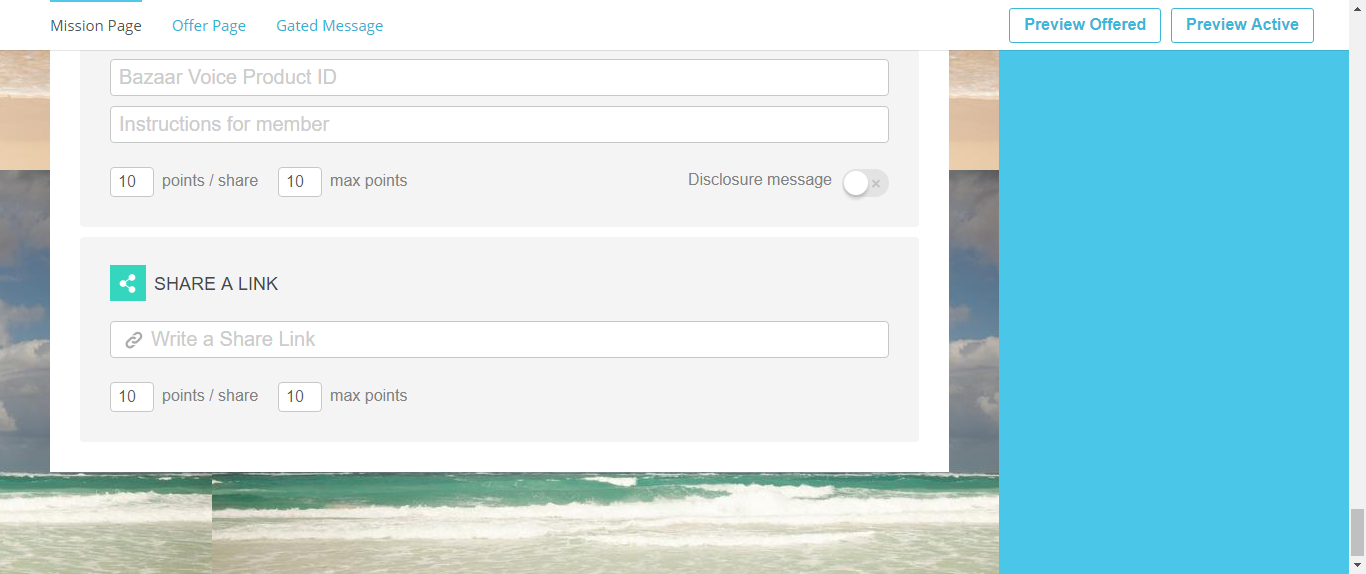 Mission Page Offer Page Gated Message Preview Offered Preview Active
Bazaar Voice Product ID
Instructions for member
10 points / share 10 max points Disclosure message
SHARE A LINK
Write a Share Link
10 points / share 10 max points